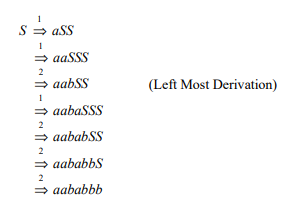 1
S ⇒ aSS
1
⇒ aaSSS
2
⇒ aabSS (Left Most Derivation)
1
⇒ aabaSSS
2
⇒ aababSS
2
⇒ aababbS
2
⇒ aababbb